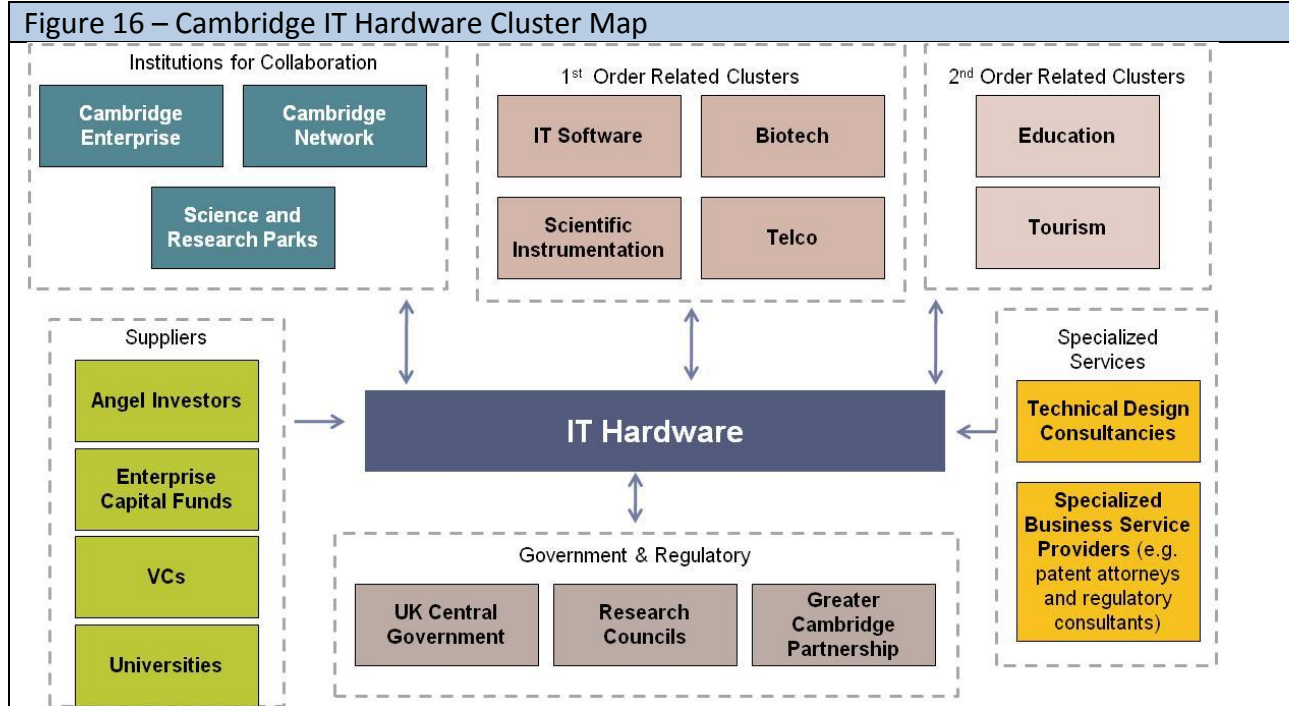 Figure 16 – Cambridge IT Hardware Cluster Map
Institutions for Collaboration
Cambridge
Enterprise
Cambridge
Network
Science and
Research Parks
1st Order Related Clusters
IT Software
Biotech
Scientific
Instrumentation
Telco
2nd Order Related Clusters
Education
Tourism
Suppliers
Angel Investors
Enterprise
Capital Funds
VCs
Universities
IT Hardware
Specialized
Services
Technical Design
Consultancies
Specialized
Business Service
Providers (e.g.
patent attorneys
and regulatory
consultants)
Government & Regulatory
UK Central
Government
Research
Councils
Greater
Cambridge
Partnership